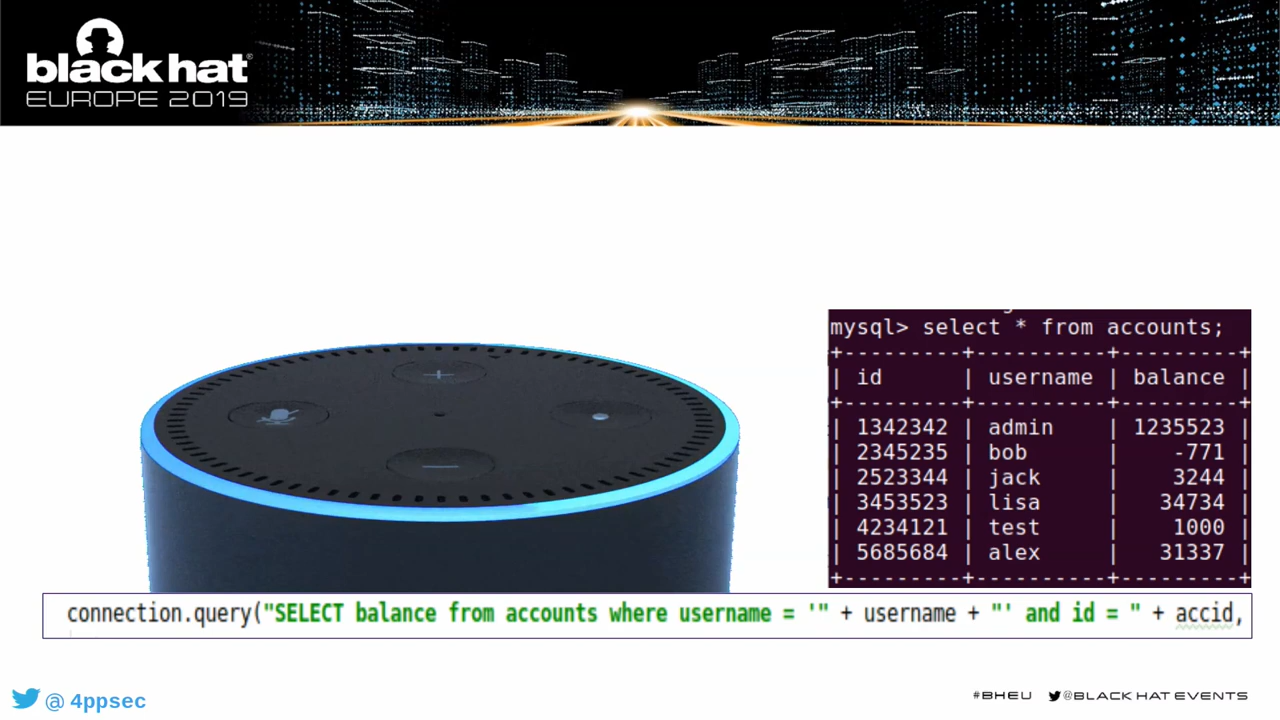 black hat®
EUROPE 2019
mysql> select * from accounts;
+---------+----------+---------+
| id      | username | balance |
+---------+----------+---------+
| 1342342 | admin    | 1235523 |
| 2345235 | bob      |    -771 |
| 2523344 | jack     |    3244 |
| 3453523 | lisa     |   34734 |
| 4234121 | test     |    1000 |
| 5685684 | alex     |   31337 |
+---------+----------+---------+
connection.query("SELECT balance from accounts where username = '" + username + "' and id = " + accid,
@ 4ppsec
#BHEU
@BLACK HAT EVENTS